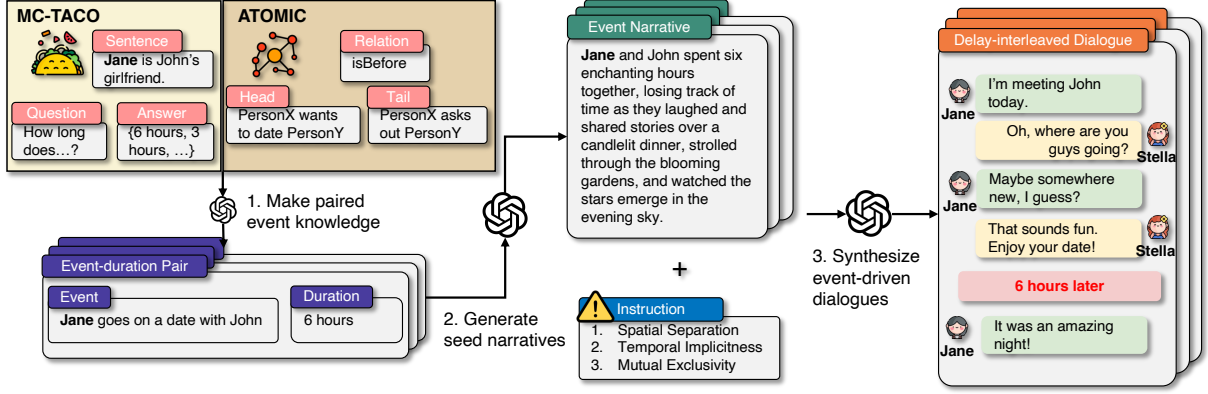 MC-TACO
Sentence
Jane is John's
girlfriend.
Question
How long
does…?
Answer
{6 hours, 3
hours, …}
ATOMIC
Relation
isBefore
Head
PersonX wants
to date PersonY
Tail
PersonX asks
out PersonY
1. Make paired
event knowledge
Event-duration Pair
Event
Jane goes on a date with John
Duration
6 hours
2. Generate
seed narratives
Event Narrative
Jane and John spent six
enchanting hours
together, losing track of
time as they laughed and
shared stories over a
candlelit dinner, strolled
through the blooming
gardens, and watched the
stars emerge in the
evening sky.
+
Instruction
1. Spatial Separation
2. Temporal Implicitness
3. Mutual Exclusivity
3. Synthesize
event-driven
dialogues
Delay-interleaved Dialogue
I'm meeting John
today.
Jane
Oh, where are you
guys going?
Stella
Maybe somewhere
new, I guess?
Jane
That sounds fun.
Enjoy your date!
Stella
6 hours later
It was an amazing
night!
Jane